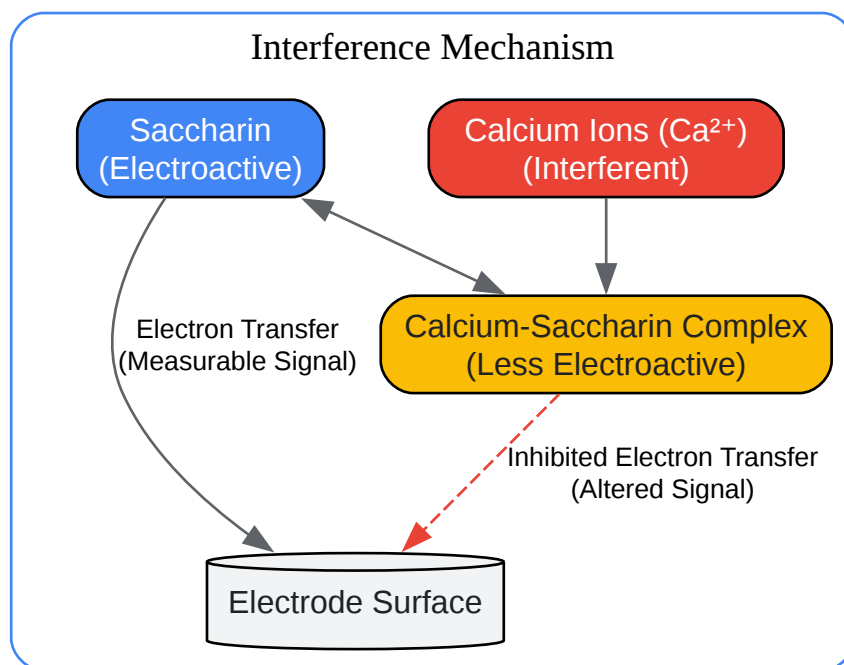 Interference Mechanism
Saccharin
(Electroactive)
Calcium Ions (Ca²⁺)
(Interferent)
Electron Transfer
(Measurable Signal)
Calcium-Saccharin Complex
(Less Electroactive)
Inhibited Electron Transfer
(Altered Signal)
Electrode Surface